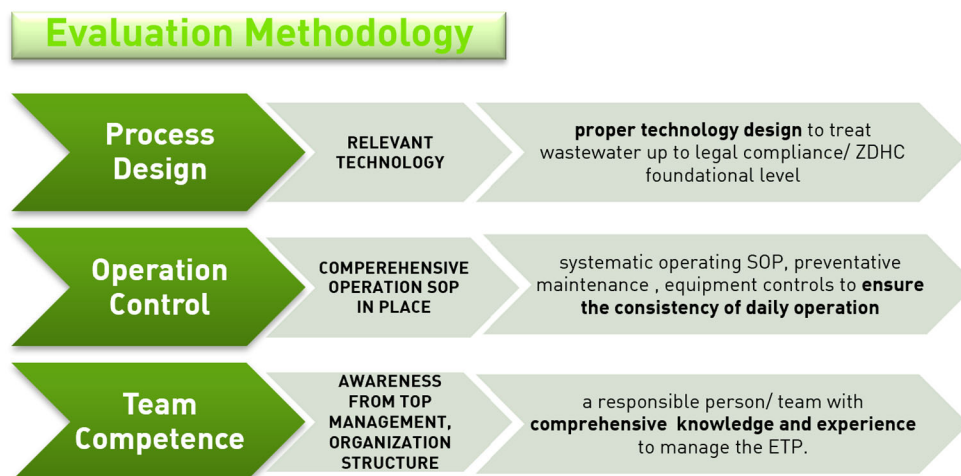 Evaluation Methodology
Process
Design
RELEVANT
TECHNOLOGY
proper technology design to treat
wastewater up to legal compliance/ ZDHC
foundational level
Operation
Control
COMPEREHENSIVE
OPERATION SOP
IN PLACE
systematic operating SOP, preventative
maintenance , equipment controls to ensure
the consistency of daily operation
Team
Competence
AWARENESS
FROM TOP
MANAGEMENT,
ORGANIZATION
STRUCTURE
a responsible person/ team with
comprehensive knowledge and experience
to manage the ETP.